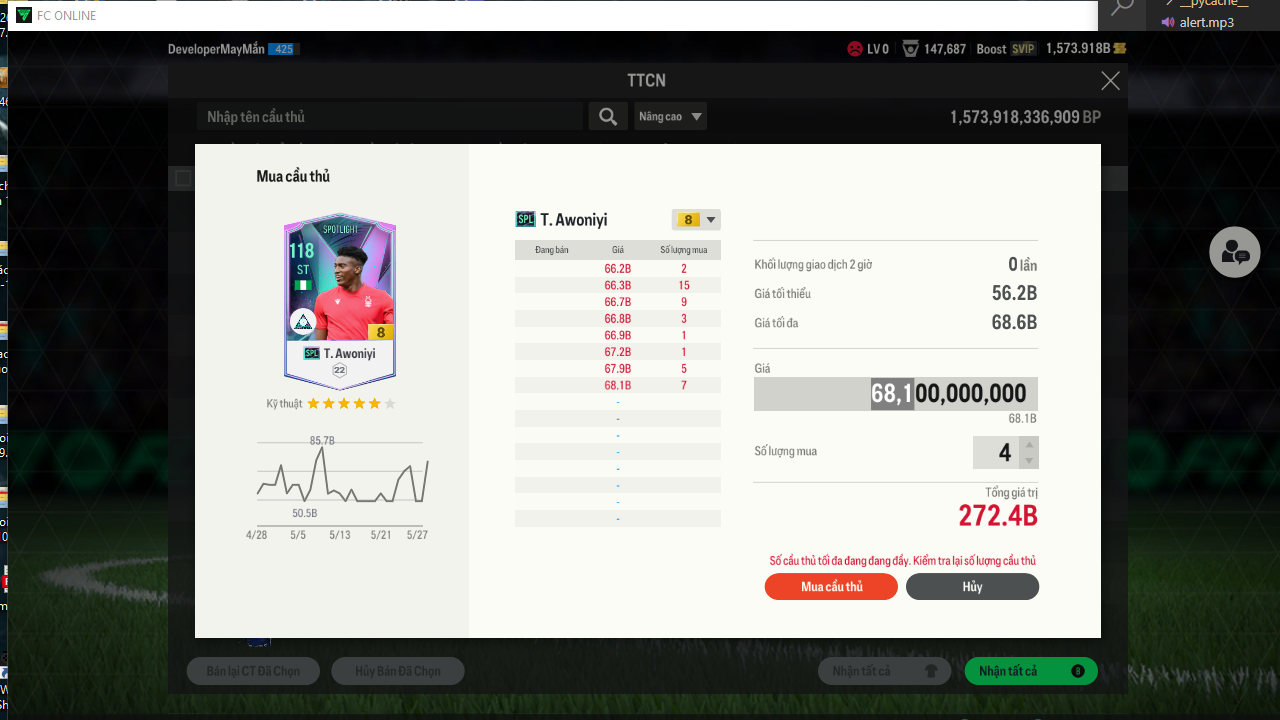 FC ONLINE
__pycache__
alert.mp3
DeveloperMayMắn 425
LV 0 147,687 Boost SVIP 1,573.918B
TTCN
Nhập tên cầu thủ
Nâng cao
1,573,918,336,909 BP
Mua cầu thủ
SPOTLIGHT
118
ST
8
SPL T. Awoniyi
22
Kỹ thuật
85.7B
50.5B
4/28 5/5 5/13 5/21 5/27
SPL T. Awoniyi 8
Đang bán Giá Số lượng mua
66.2B 2
66.3B 15
66.7B 9
66.8B 3
66.9B 1
67.2B 1
67.9B 5
68.1B 7
-
-
-
-
-
-
-
-
Khối lượng giao dịch 2 giờ 0 lần
Giá tối thiểu 56.2B
Giá tối đa 68.6B
Giá
68,100,000,000
68.1B
Số lượng mua 4
Tổng giá trị
272.4B
Số cầu thủ tối đa đang đang đầy. Kiểm tra lại số lượng cầu thủ
Mua cầu thủ Hủy
Bán lại CT Đã Chọn Hủy Bán Đã Chọn Nhận tất cả Nhận tất cả 8